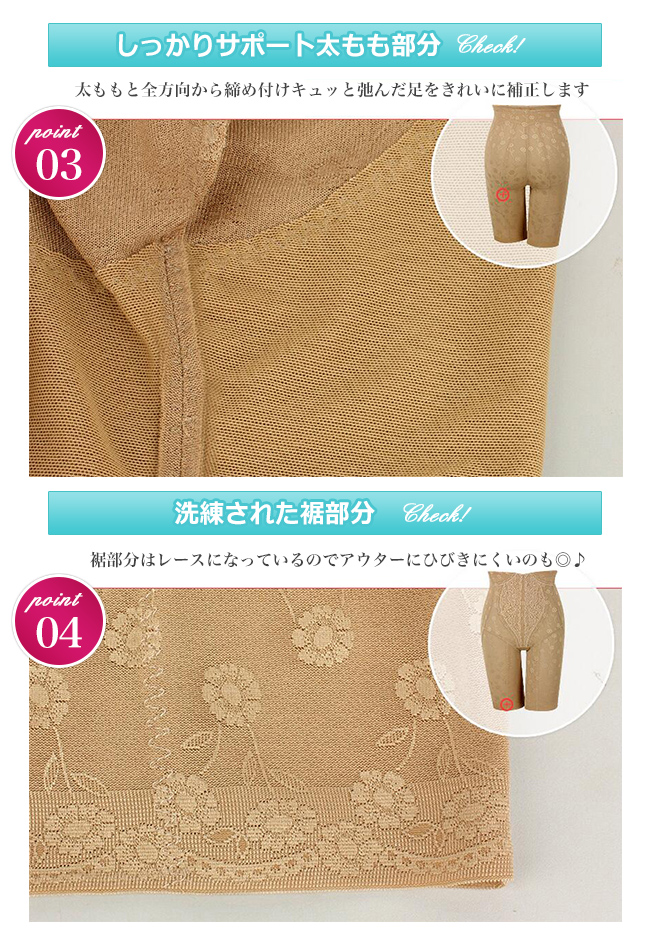 しっかりサポート太もも部分 Check!
太ももと全方向から締め付けキュッと弛んだ足をきれいに補正します
point
03
洗練された裾部分 Check!
裾部分はレースになっているのでアウターにひびきにくいのも◎♪
point
04